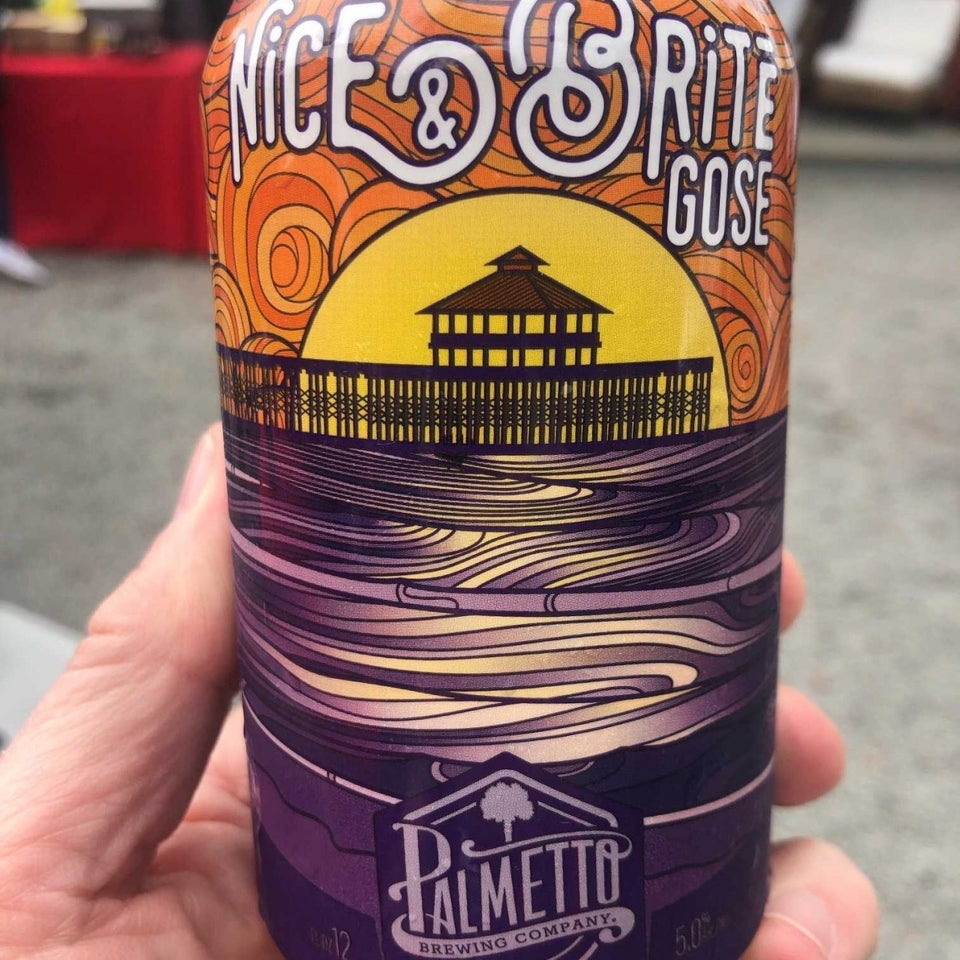 NiCE & BRiTE
GOSE
PALMETTO
BREWING COMPANY.
12
5.0%